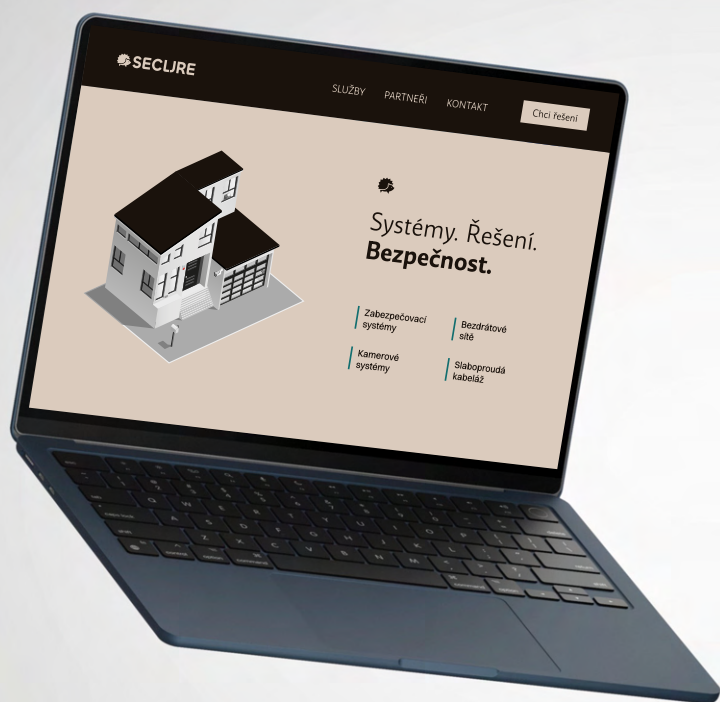 SECURE
SLUŽBY
PARTNEŘI
KONTAKT
Chci řešení
Systémy. Řešení.
Bezpečnost.
Zabezpečovací
systémy
Bezdrátové
sítě
Kamerové
systémy
Slaboproudá
kabeláž